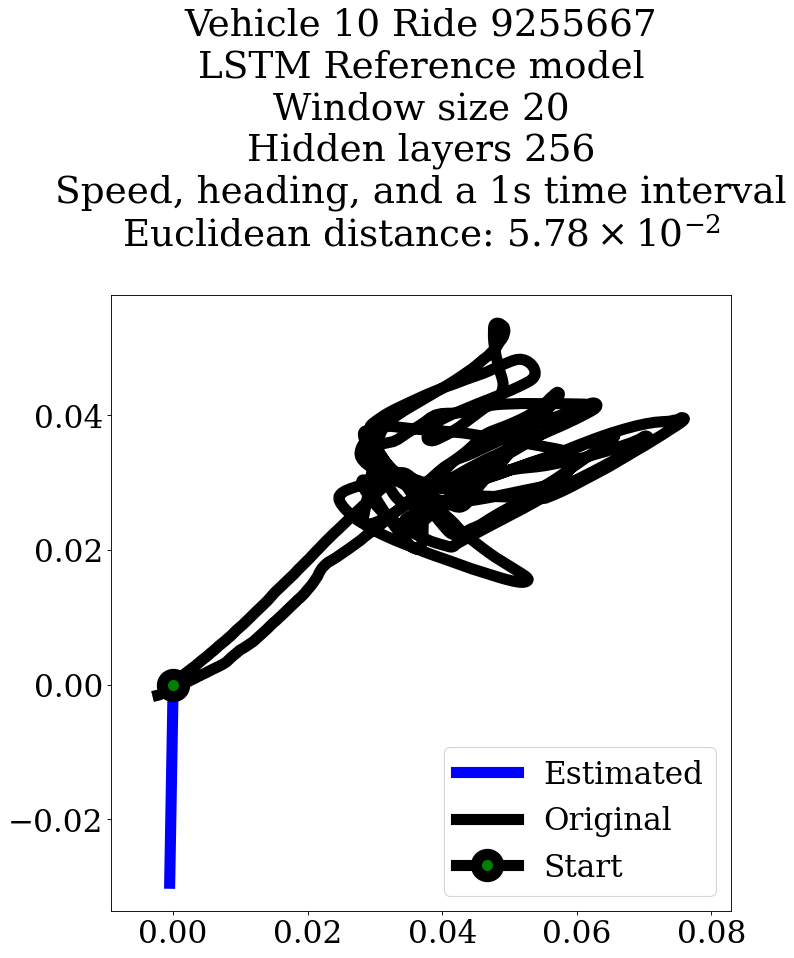 Vehicle 10 Ride 9255667
LSTM Reference model
Window size 20
Hidden layers 256
Speed, heading, and a 1s time interval
Euclidean distance: 5.78 × 10⁻²
0.04
0.02
0.00
−0.02
Estimated
Original
Start
0.00 0.02 0.04 0.06 0.08